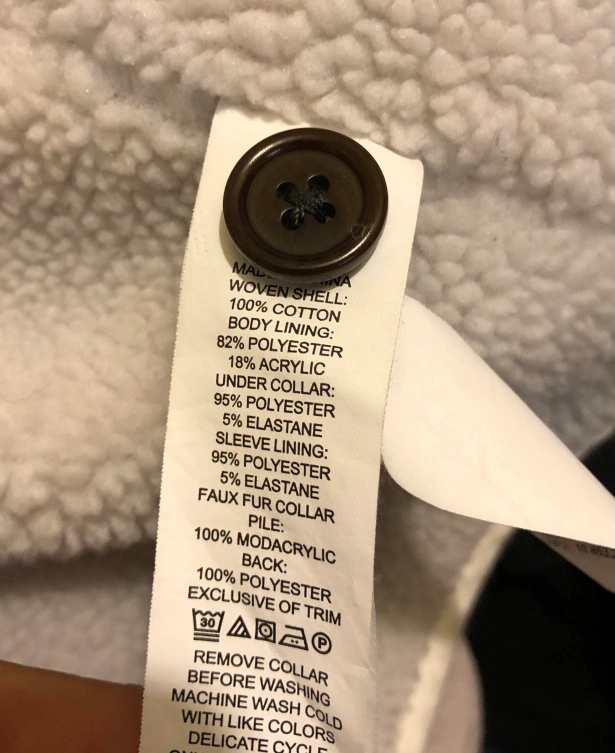 WOVEN SHELL:
100% COTTON
BODY LINING:
82% POLYESTER
18% ACRYLIC
UNDER COLLAR:
95% POLYESTER
5% ELASTANE
SLEEVE LINING:
95% POLYESTER
5% ELASTANE
FAUX FUR COLLAR
PILE:
100% MODACRYLIC
BACK:
100% POLYESTER
EXCLUSIVE OF TRIM
30 P
REMOVE COLLAR
BEFORE WASHING
MACHINE WASH COLD
WITH LIKE COLORS
DELICATE CYCLE